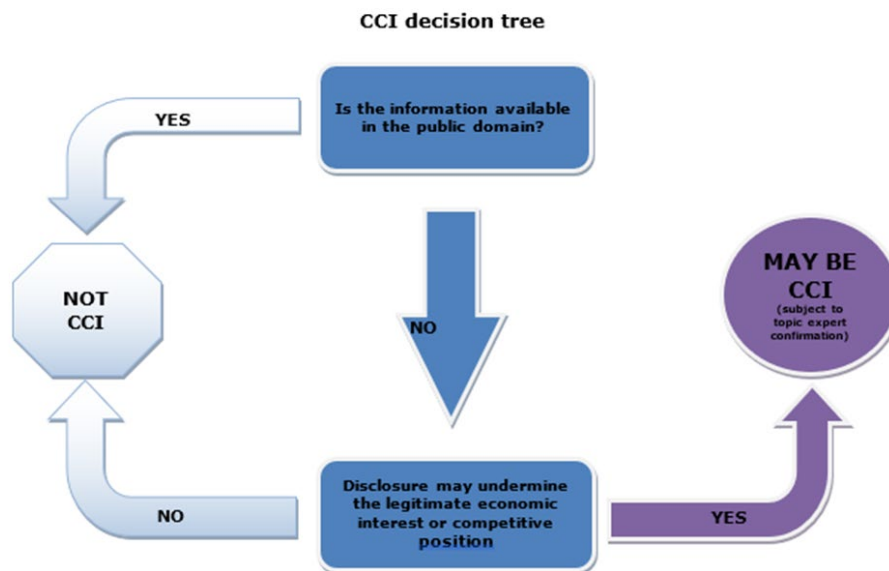 CCI decision tree
Is the information available
in the public domain?
YES
NOT
CCI
NO
MAY BE
CCI
(subject to
topic expert
confirmation)
Disclosure may undermine
the legitimate economic
interest or competitive
position
NO
YES